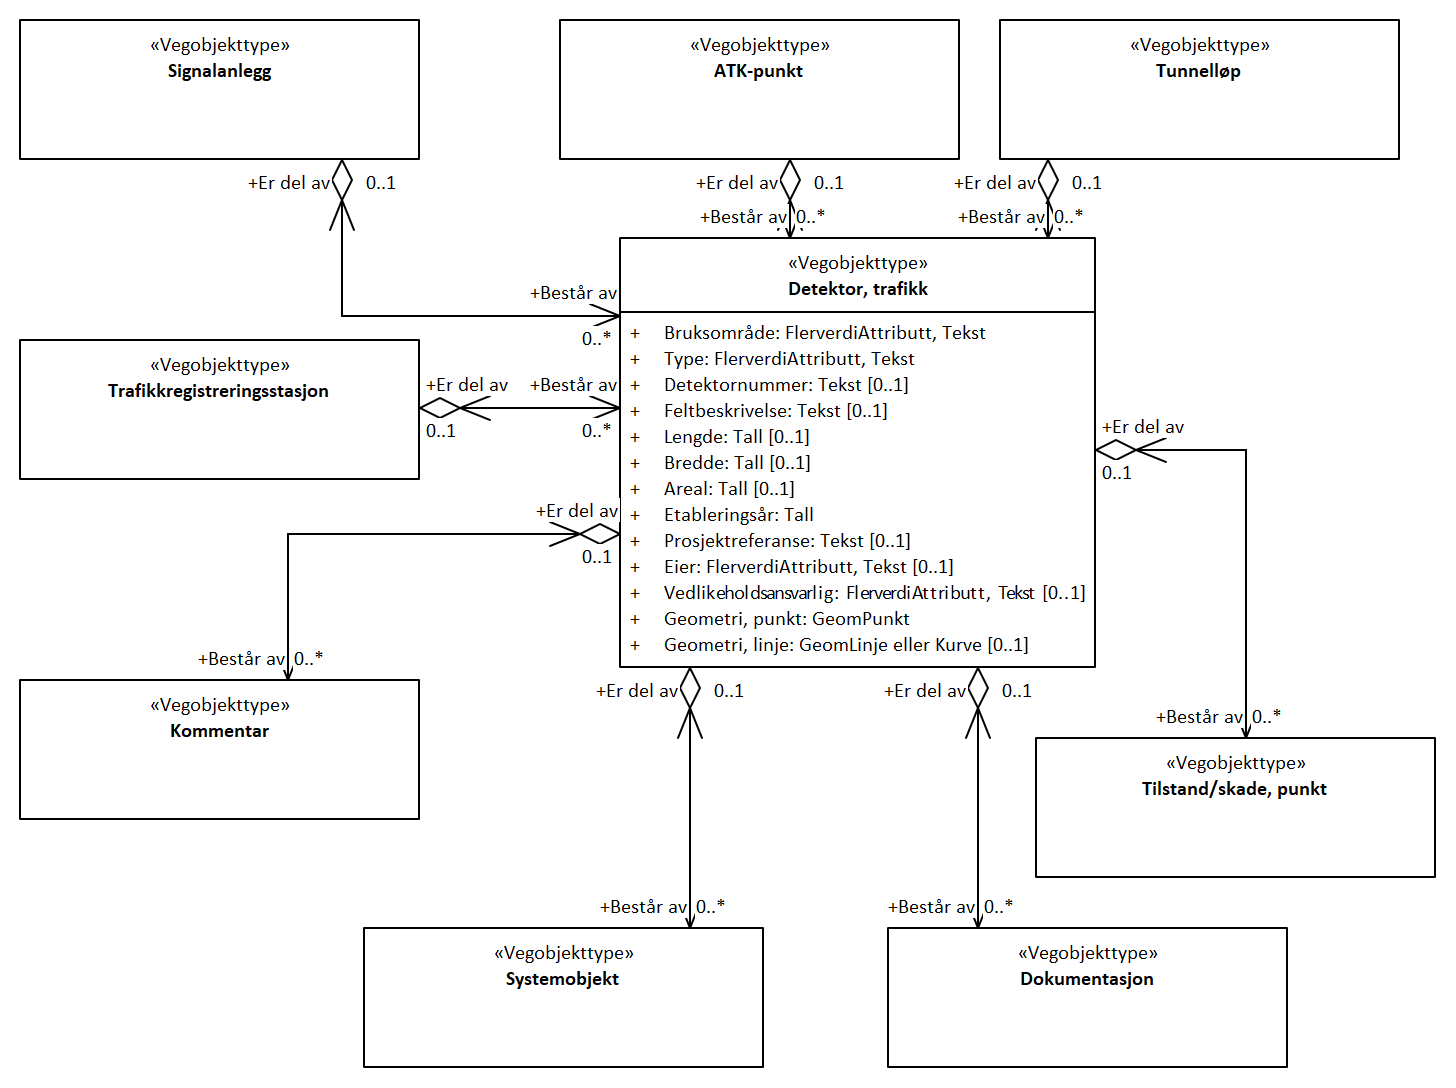 «Vegobjekttype»
Signalanlegg
«Vegobjekttype»
ATK-punkt
«Vegobjekttype»
Tunnelløp
+Er del av 0..1
+Er del av 0..1
+Er del av 0..1
+Består av 0..*
+Består av 0..*
+Består av
0..*
«Vegobjekttype»
Detektor, trafikk
+ Bruksområde: FlerverdiAttributt, Tekst
+ Type: FlerverdiAttributt, Tekst
+ Detektornummer: Tekst [0..1]
+ Feltbeskrivelse: Tekst [0..1]
+ Lengde: Tall [0..1]
+ Bredde: Tall [0..1]
+ Areal: Tall [0..1]
+ Etableringsår: Tall
+ Prosjektreferanse: Tekst [0..1]
+ Eier: FlerverdiAttributt, Tekst [0..1]
+ Vedlikeholdsansvarlig: FlerverdiAttributt, Tekst [0..1]
+ Geometri, punkt: GeomPunkt
+ Geometri, linje: GeomLinje eller Kurve [0..1]
«Vegobjekttype»
Trafikkregistreringsstasjon
+Er del av
0..1
+Består av
0..*
+Er del av
0..1
+Er del av
0..1
+Består av 0..*
«Vegobjekttype»
Kommentar
+Er del av 0..1
+Er del av 0..1
+Består av 0..*
«Vegobjekttype»
Tilstand/skade, punkt
+Består av 0..*
+Består av 0..*
«Vegobjekttype»
Systemobjekt
«Vegobjekttype»
Dokumentasjon